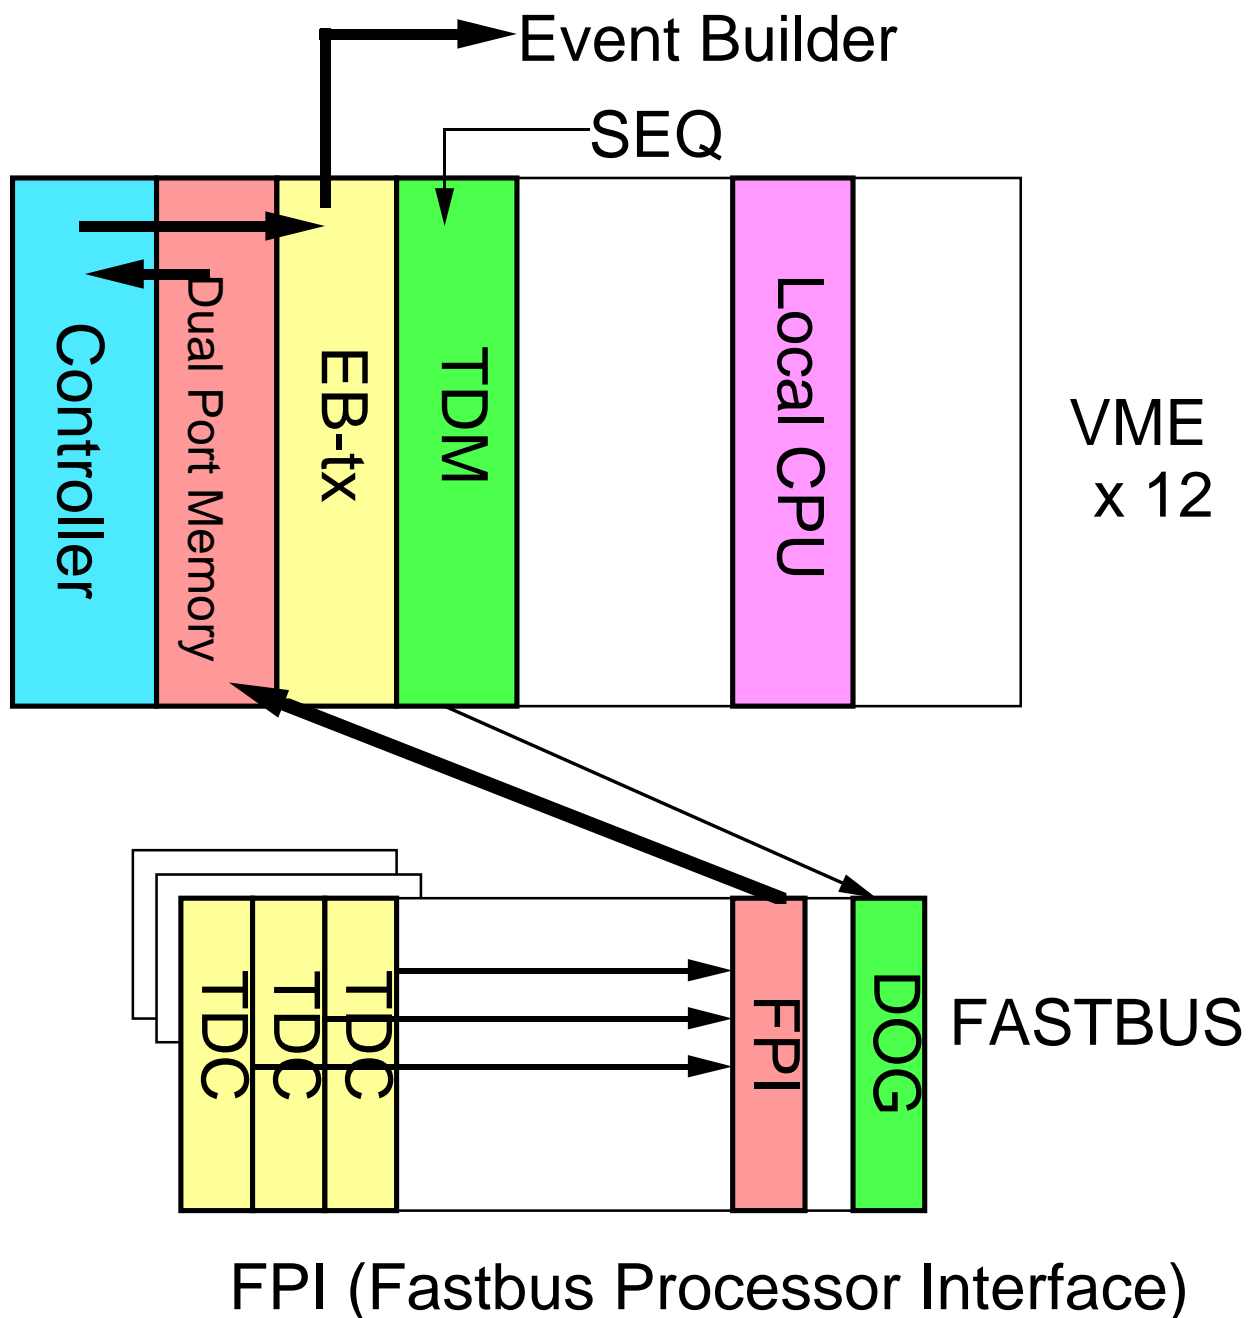 Event Builder
SEQ
Controller
Dual Port Memory
EB-tx
TDM
Local CPU
VME
x 12
TDC
TDC
TDC
FPI
DOG
FASTBUS
FPI (Fastbus Processor Interface)